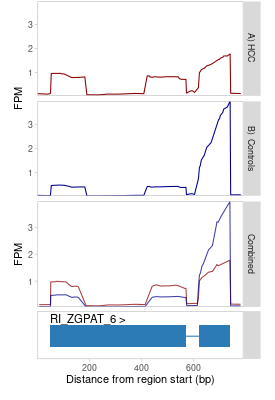 3
2
1
A) HCC
3
2
1
B) Controls
FPM
3
2
1
Combined
FPM
RI_ZGPAT_6 >
200
400
600
Distance from region start (bp)